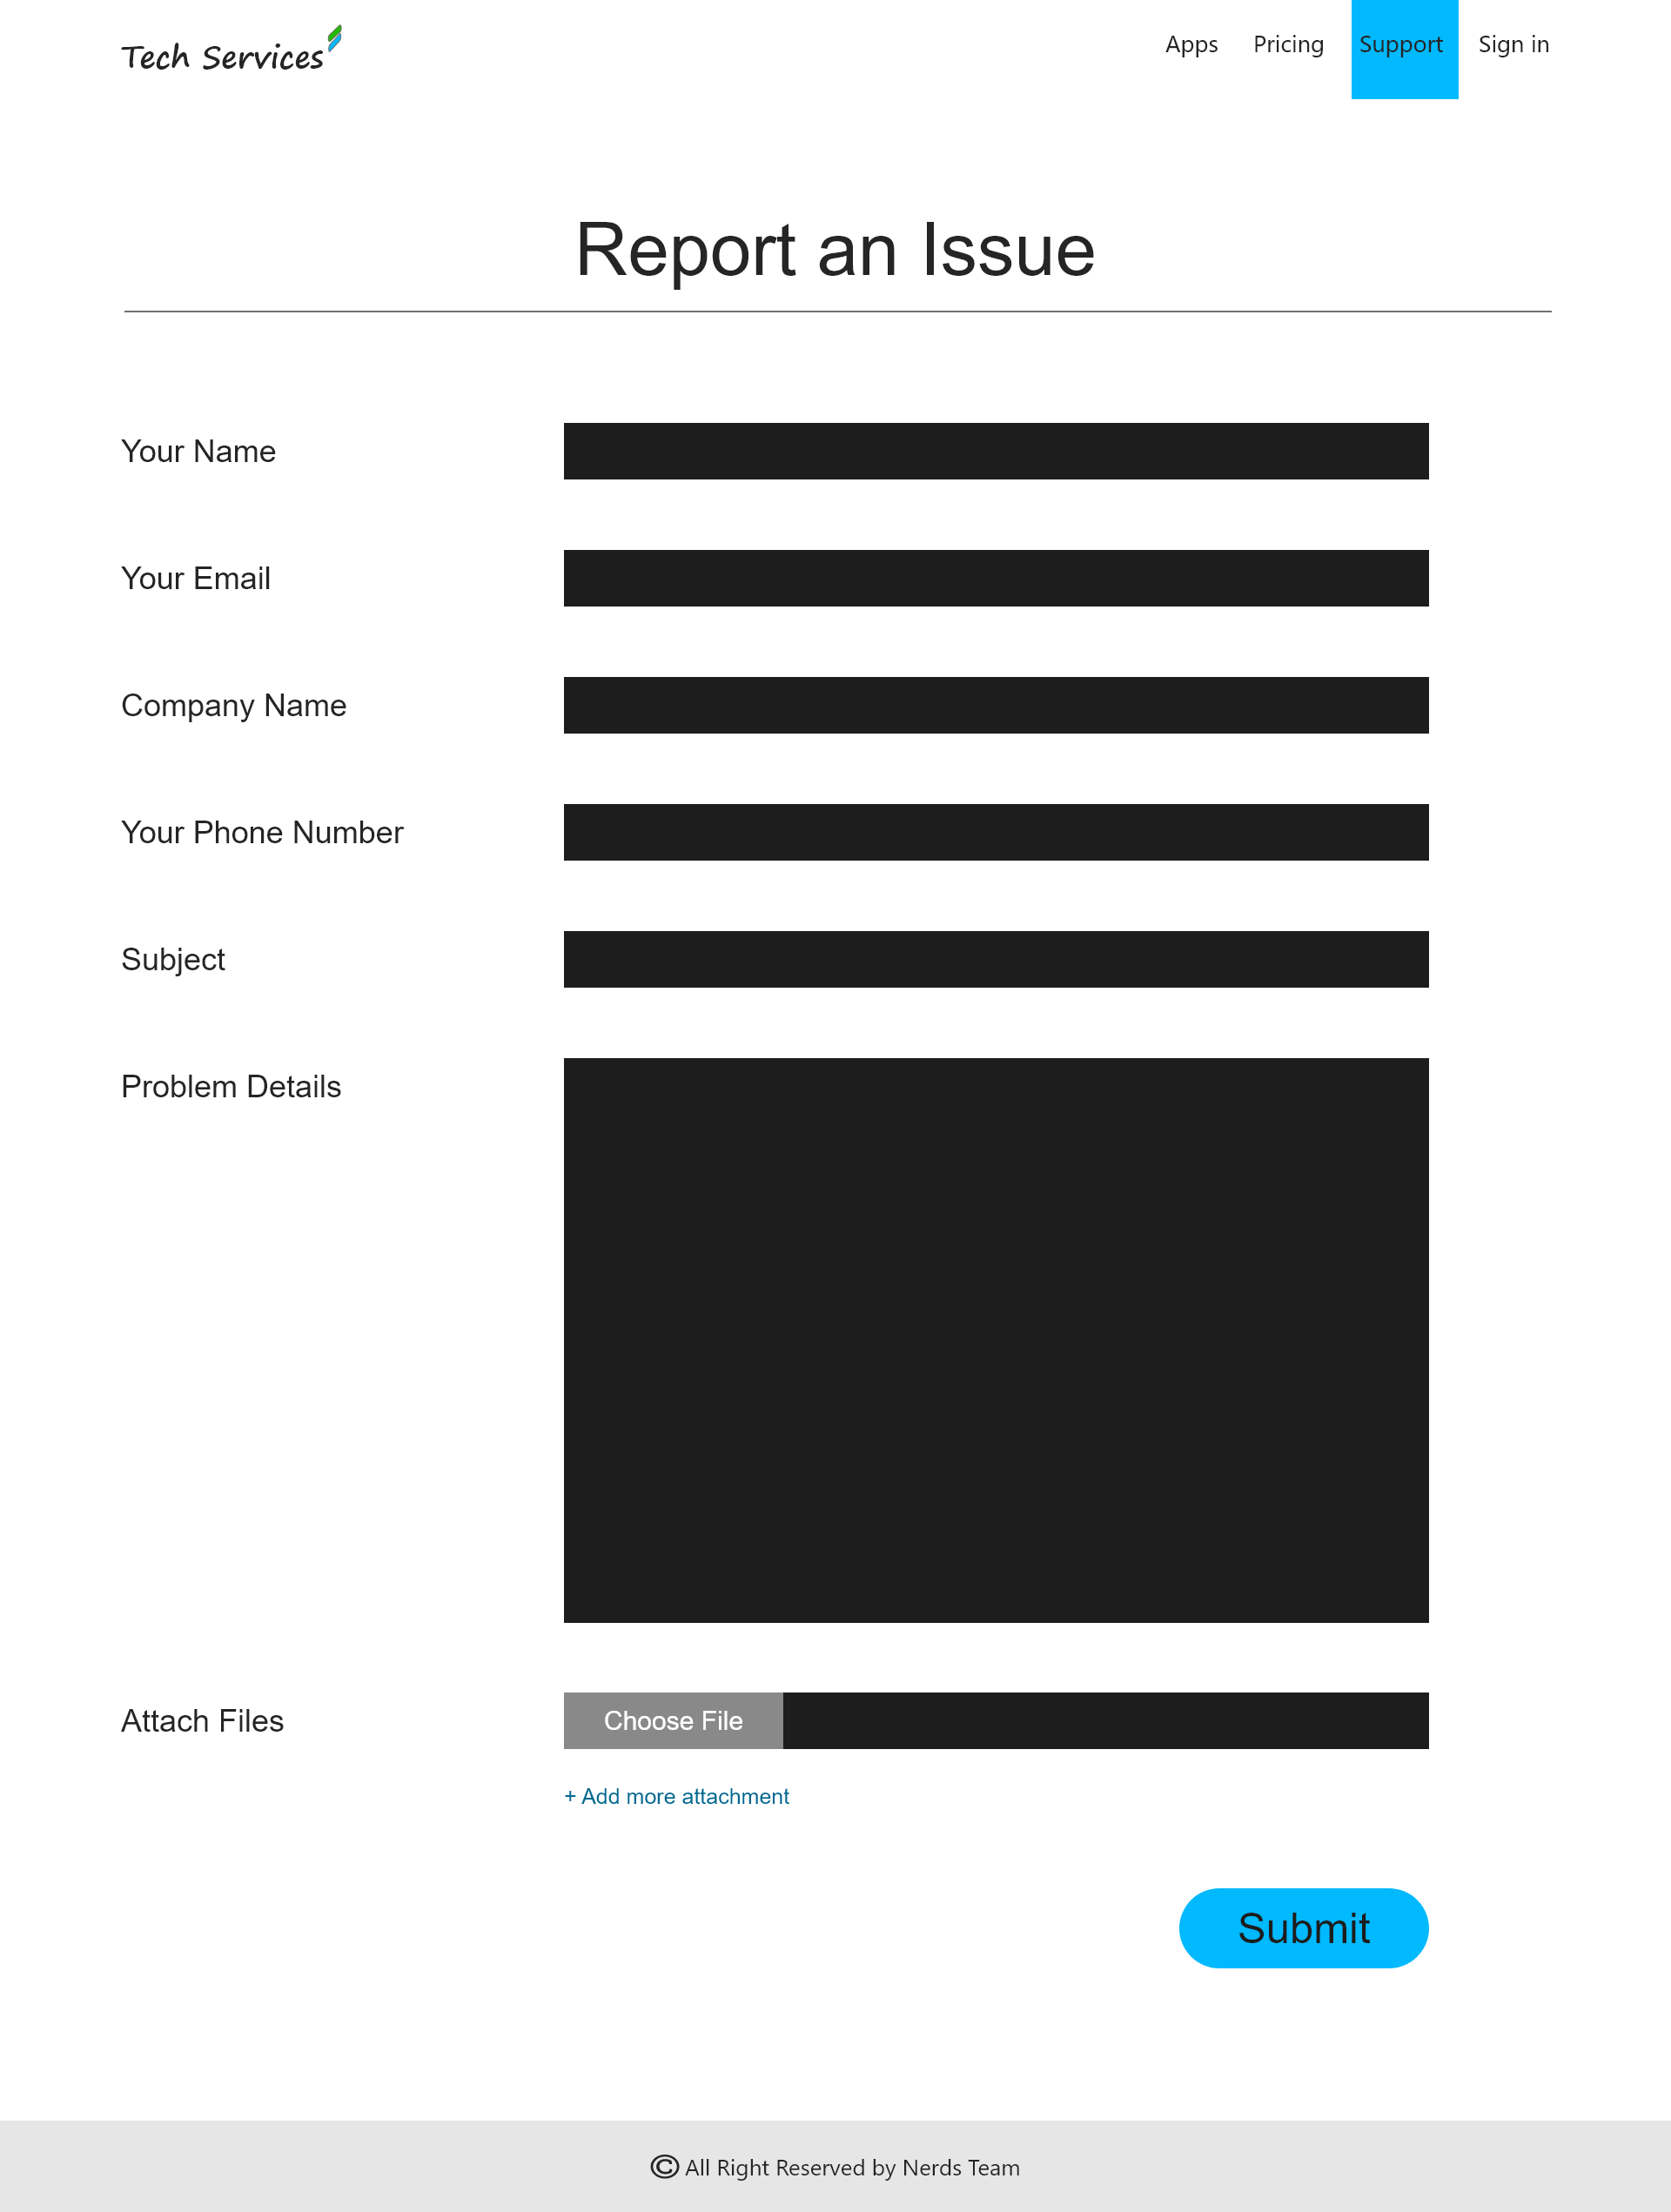 Tech Services
Apps Pricing Support Sign in
Report an Issue
Your Name
Your Email
Company Name
Your Phone Number
Subject
Problem Details
Attach Files Choose File
+ Add more attachment
Submit
© All Right Reserved by Nerds Team